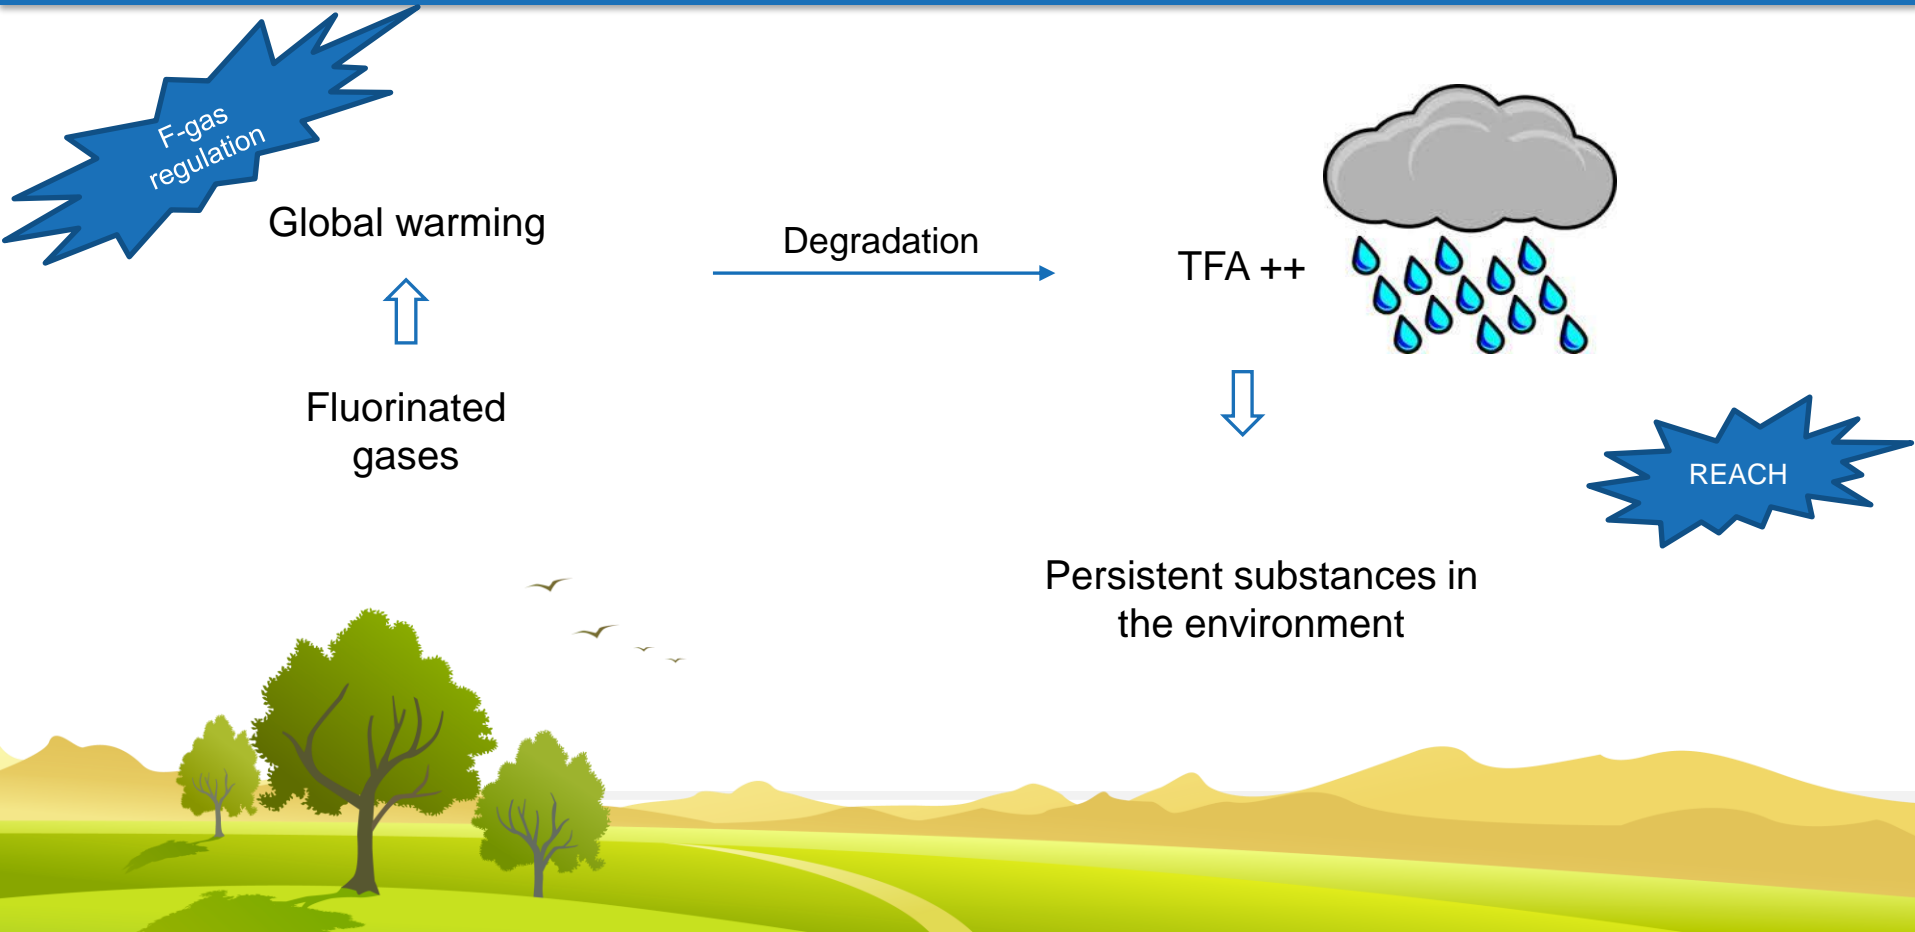 F-gas
regulation
Global warming
Fluorinated
gases
Degradation
TFA ++
REACH
Persistent substances in
the environment